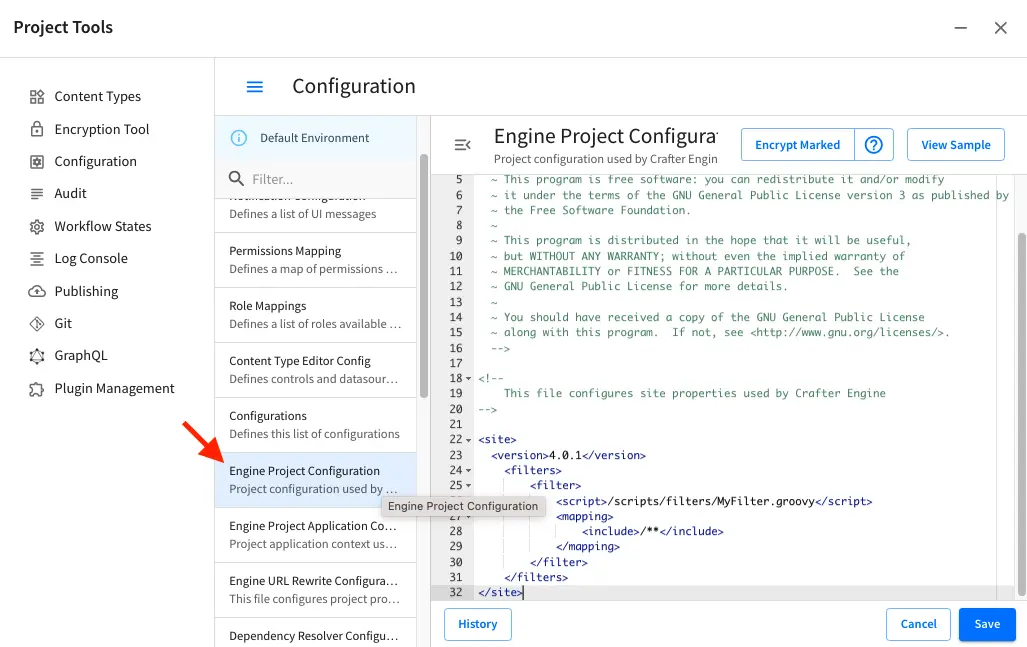 Project Tools
Content Types
Encryption Tool
Configuration
Audit
Workflow States
Log Console
Publishing
Git
GraphQL
Plugin Management
Configuration
Default Environment
Filter...
Defines a list of UI messages
Permissions Mapping
Defines a map of permissions ...
Role Mappings
Defines a list of roles available ...
Content Type Editor Config
Defines controls and datasour...
Configurations
Defines this list of configurations
Engine Project Configuration
Project configuration used by ...
Engine Project Configuration
Engine Project Application Co...
Project application context us...
Engine URL Rewrite Configura...
This file configures project pro...
Dependency Resolver Configu...
Engine Project Configurat
Project configuration used by Crafter Engin
Encrypt Marked
View Sample
5 ~ This program is free software: you can redistribute it and/or modify
6 ~ it under the terms of the GNU General Public License version 3 as published by
7 ~ the Free Software Foundation.
8 ~
9 ~ This program is distributed in the hope that it will be useful,
10 ~ but WITHOUT ANY WARRANTY; without even the implied warranty of
11 ~ MERCHANTABILITY or FITNESS FOR A PARTICULAR PURPOSE.  See the
12 ~ GNU General Public License for more details.
13 ~
14 ~ You should have received a copy of the GNU General Public License
15 ~ along with this program.  If not, see <http://www.gnu.org/licenses/>.
16 -->
17
18 <!--
19 This file configures site properties used by Crafter Engine
20 -->
21
22 <site>
23 <version>4.0.1</version>
24 <filters>
25 <filter>
<script>/scripts/filters/MyFilter.groovy</script>
27 <mapping>
28 <include>/**</include>
29 </mapping>
30 </filter>
31 </filters>
32 </site>
History
Cancel
Save